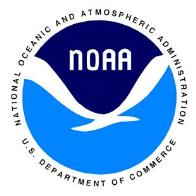 NATIONAL OCEANIC AND ATMOSPHERIC ADMINISTRATION
NOAA
U.S. DEPARTMENT OF COMMERCE